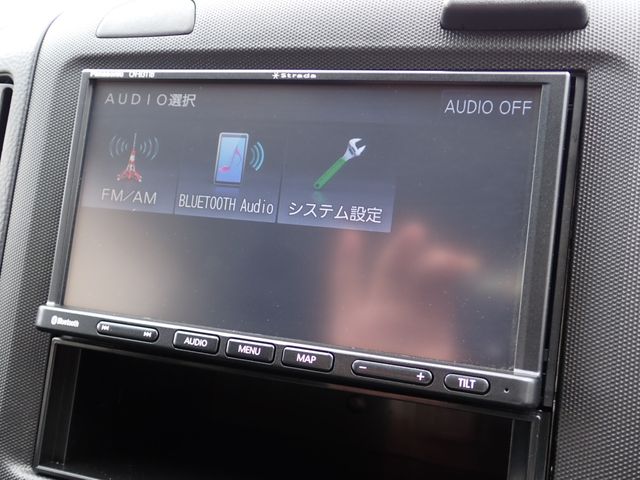 Panasonic
Strada
AUDIO選択
AUDIO OFF
FM/AM
BLUETOOTH Audio
システム設定
Bluetooth
AUDIO
MENU
MAP
− +
TILT